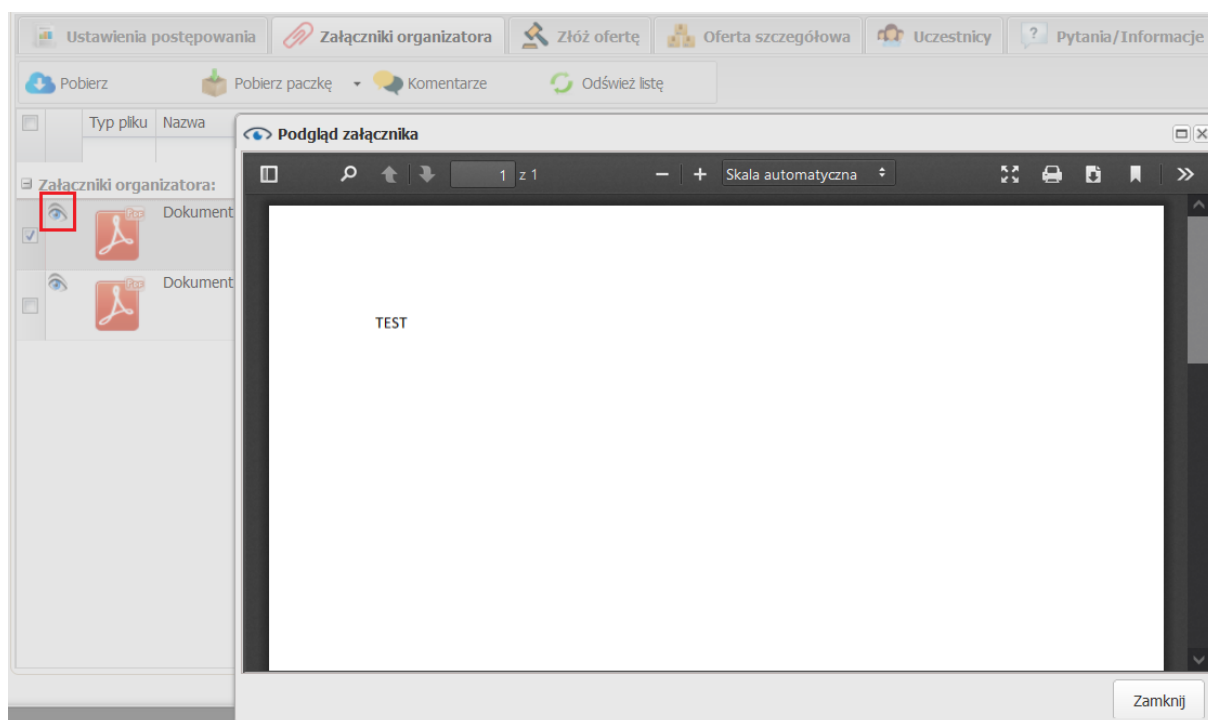 Ustawienia postępowania Załączniki organizatora Złóż ofertę Oferta szczegółowa Uczestnicy Pytania/Informacje
Pobierz Pobierz paczkę Komentarze Odśwież listę
Typ pliku Nazwa
Podgląd załącznika
1 z 1 Skala automatyczna
Załączniki organizatora:
Dokument
Dokument
TEST
Zamknij